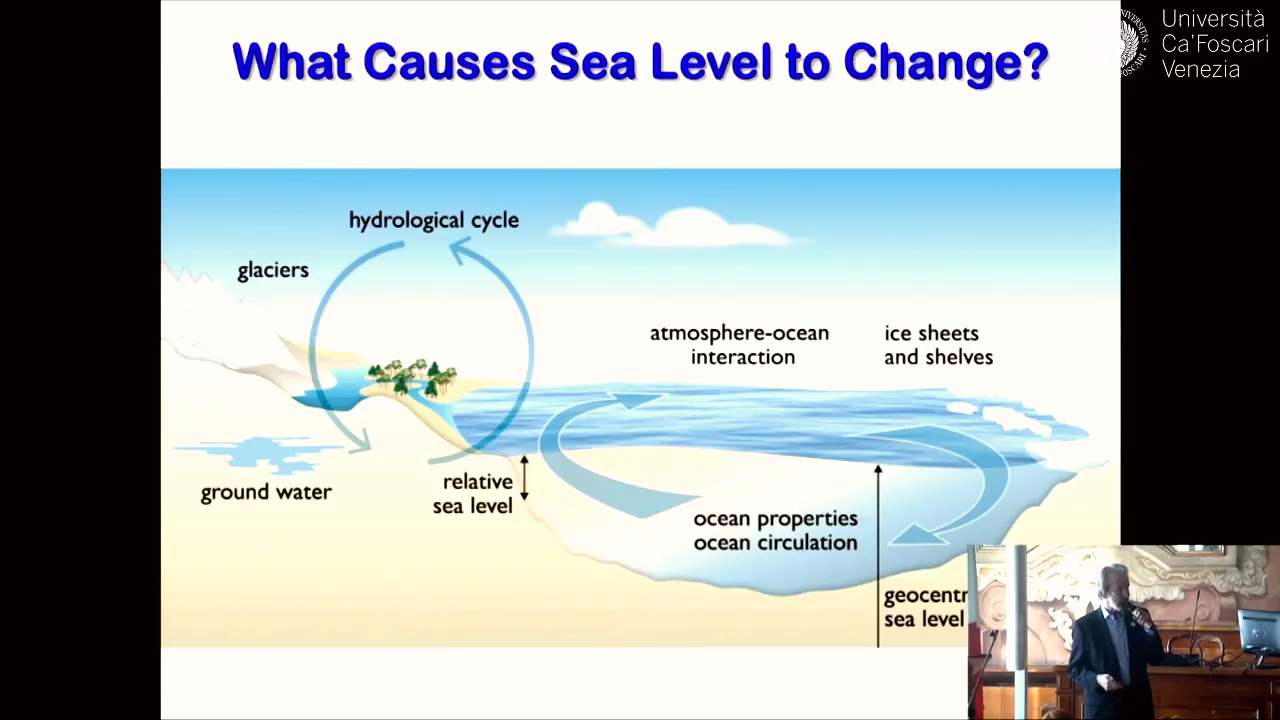 What Causes Sea Level to Change?
Università
Ca'Foscari
Venezia
hydrological cycle
glaciers
atmosphere-ocean
interaction
ice sheets
and shelves
ground water
relative
sea level
ocean properties
ocean circulation
geocentr
sea level